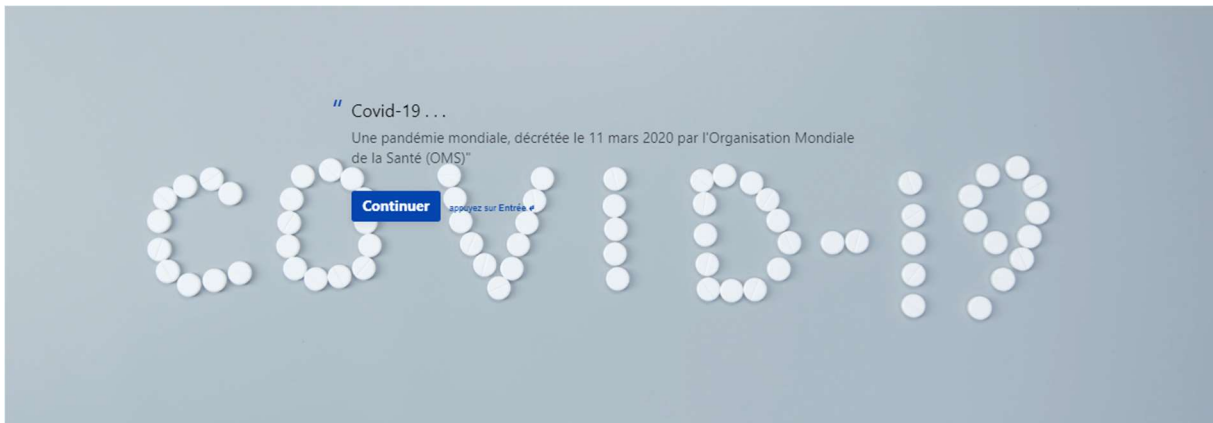 “ Covid-19 . . .
Une pandémie mondiale, décrétée le 11 mars 2020 par l'Organisation Mondiale
de la Santé (OMS)"
Continuer appuyez sur Entrée ↵
COVID-19